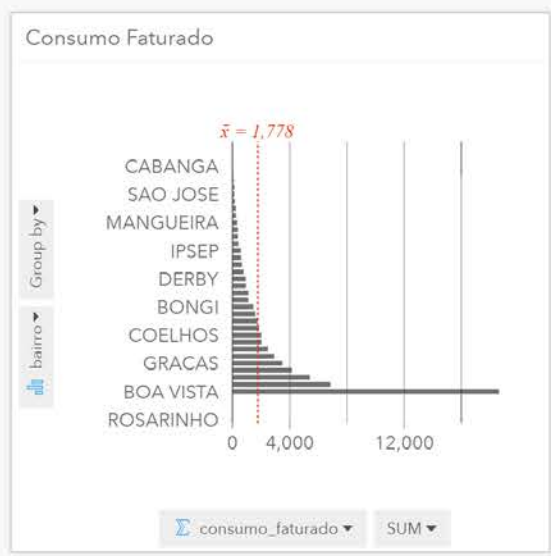 Consumo Faturado
x̄ = 1,778
CABANGA
SAO JOSE
MANGUEIRA
IPSEP
DERBY
BONGI
COELHOS
GRACAS
BOA VISTA
ROSARINHO
0 4,000 12,000
Group by
bairro
Σ consumo_faturado
SUM